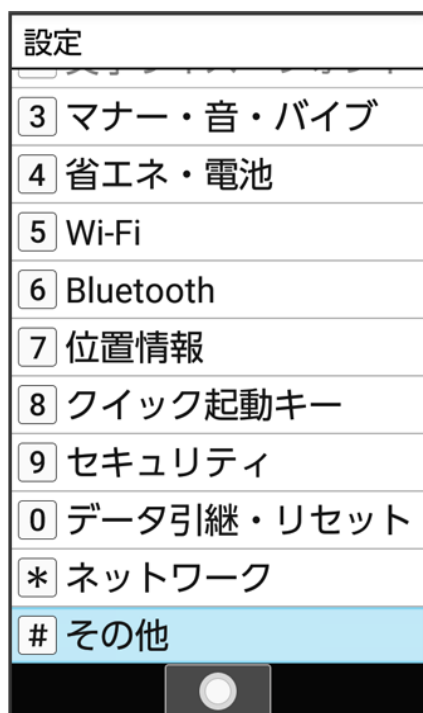 設定
3 マナー・音・バイブ
4 省エネ・電池
5 Wi-Fi
6 Bluetooth
7 位置情報
8 クイック起動キー
9 セキュリティ
0 データ引継・リセット
* ネットワーク
# その他